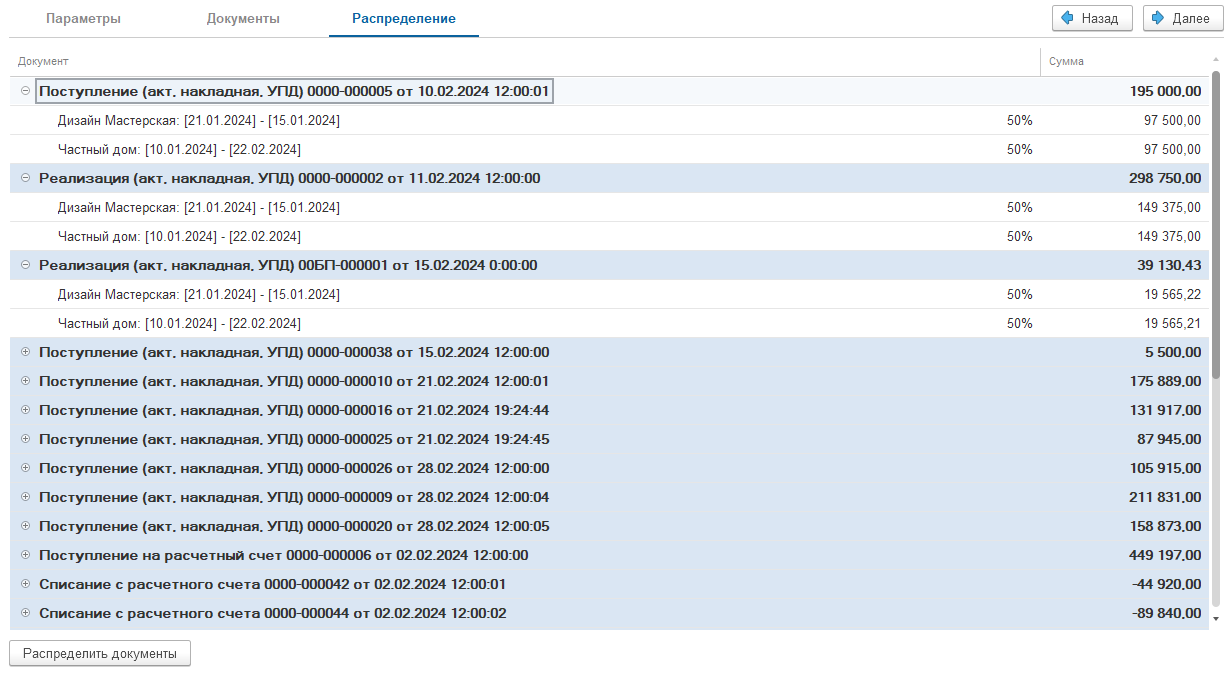 Параметры Документы Распределение Назад Далее
Документ Сумма
Поступление (акт, накладная, УПД) 0000-000005 от 10.02.2024 12:00:01 195 000,00
Дизайн Мастерская: [21.01.2024] - [15.01.2024] 50% 97 500,00
Частный дом: [10.01.2024] - [22.02.2024] 50% 97 500,00
Реализация (акт, накладная, УПД) 0000-000002 от 11.02.2024 12:00:00 298 750,00
Дизайн Мастерская: [21.01.2024] - [15.01.2024] 50% 149 375,00
Частный дом: [10.01.2024] - [22.02.2024] 50% 149 375,00
Реализация (акт, накладная, УПД) 00БП-000001 от 15.02.2024 0:00:00 39 130,43
Дизайн Мастерская: [21.01.2024] - [15.01.2024] 50% 19 565,22
Частный дом: [10.01.2024] - [22.02.2024] 50% 19 565,21
Поступление (акт, накладная, УПД) 0000-000038 от 15.02.2024 12:00:00 5 500,00
Поступление (акт, накладная, УПД) 0000-000010 от 21.02.2024 12:00:01 175 889,00
Поступление (акт, накладная, УПД) 0000-000016 от 21.02.2024 19:24:44 131 917,00
Поступление (акт, накладная, УПД) 0000-000025 от 21.02.2024 19:24:45 87 945,00
Поступление (акт, накладная, УПД) 0000-000026 от 28.02.2024 12:00:00 105 915,00
Поступление (акт, накладная, УПД) 0000-000009 от 28.02.2024 12:00:04 211 831,00
Поступление (акт, накладная, УПД) 0000-000020 от 28.02.2024 12:00:05 158 873,00
Поступление на расчетный счет 0000-000006 от 02.02.2024 12:00:00 449 197,00
Списание с расчетного счета 0000-000042 от 02.02.2024 12:00:01 -44 920,00
Списание с расчетного счета 0000-000044 от 02.02.2024 12:00:02 -89 840,00
Распределить документы